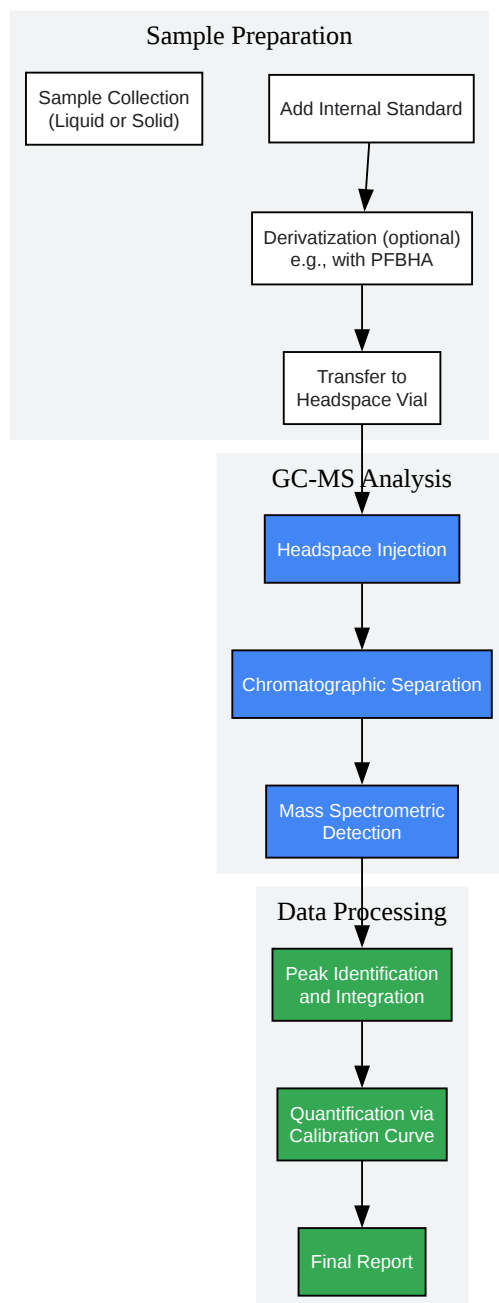 Sample Preparation
Sample Collection
(Liquid or Solid)
Add Internal Standard
Derivatization (optional)
e.g., with PFBHA
Transfer to
Headspace Vial
GC-MS Analysis
Headspace Injection
Chromatographic Separation
Mass Spectrometric
Detection
Data Processing
Peak Identification
and Integration
Quantification via
Calibration Curve
Final Report